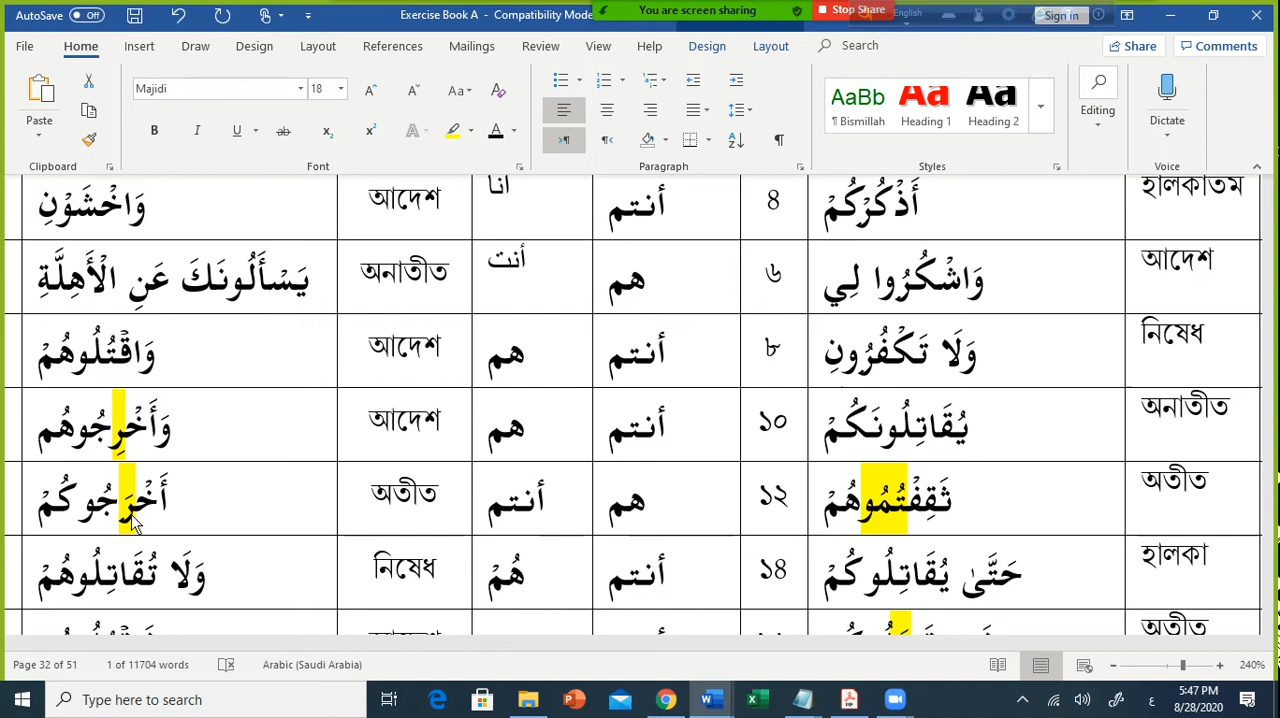 AutoSave Off
Exercise Book A - Compatibility Mode
You are screen sharing
Stop Share
English
Sign in
File Home Insert Draw Design Layout References Mailings Review View Help Design Layout Search Share Comments
Paste
Majidi 18
AaBb AaBb
¶ Bismillah Heading 1 Heading 2
Editing
Dictate
Clipboard Font Paragraph Styles Voice
وَاخْشَوْنِ আদেশ أنا أنتم 8 أَذْكُرْكُمْ হালকাতম
يَسْأَلُونَكَ عَنِ الْأَهِلَّةِ অনাতীত أنت هم ৬ وَاشْكُرُوا لِي আদেশ
وَاقْتُلُوهُمْ আদেশ هم أنتم ৮ وَلَا تَكْفُرُونِ নিষেধ
وَأَخْرِجُوهُم আদেশ هم أنتم ১০ يُقَاتِلُونَكُمْ অনাতীত
أَخْرَجُوكُمْ অতীত أنتم هم ১২ ثَقِفْتُمُوهُمْ অতীত
وَلَا تُقَاتِلُوهُمْ নিষেধ هُمْ أنتم ১৪ حَتَّىٰ يُقَاتِلُوكُمْ হালকা
অতীত
Page 32 of 51 1 of 11704 words Arabic (Saudi Arabia) 240%
Type here to search
5:47 PM
8/28/2020